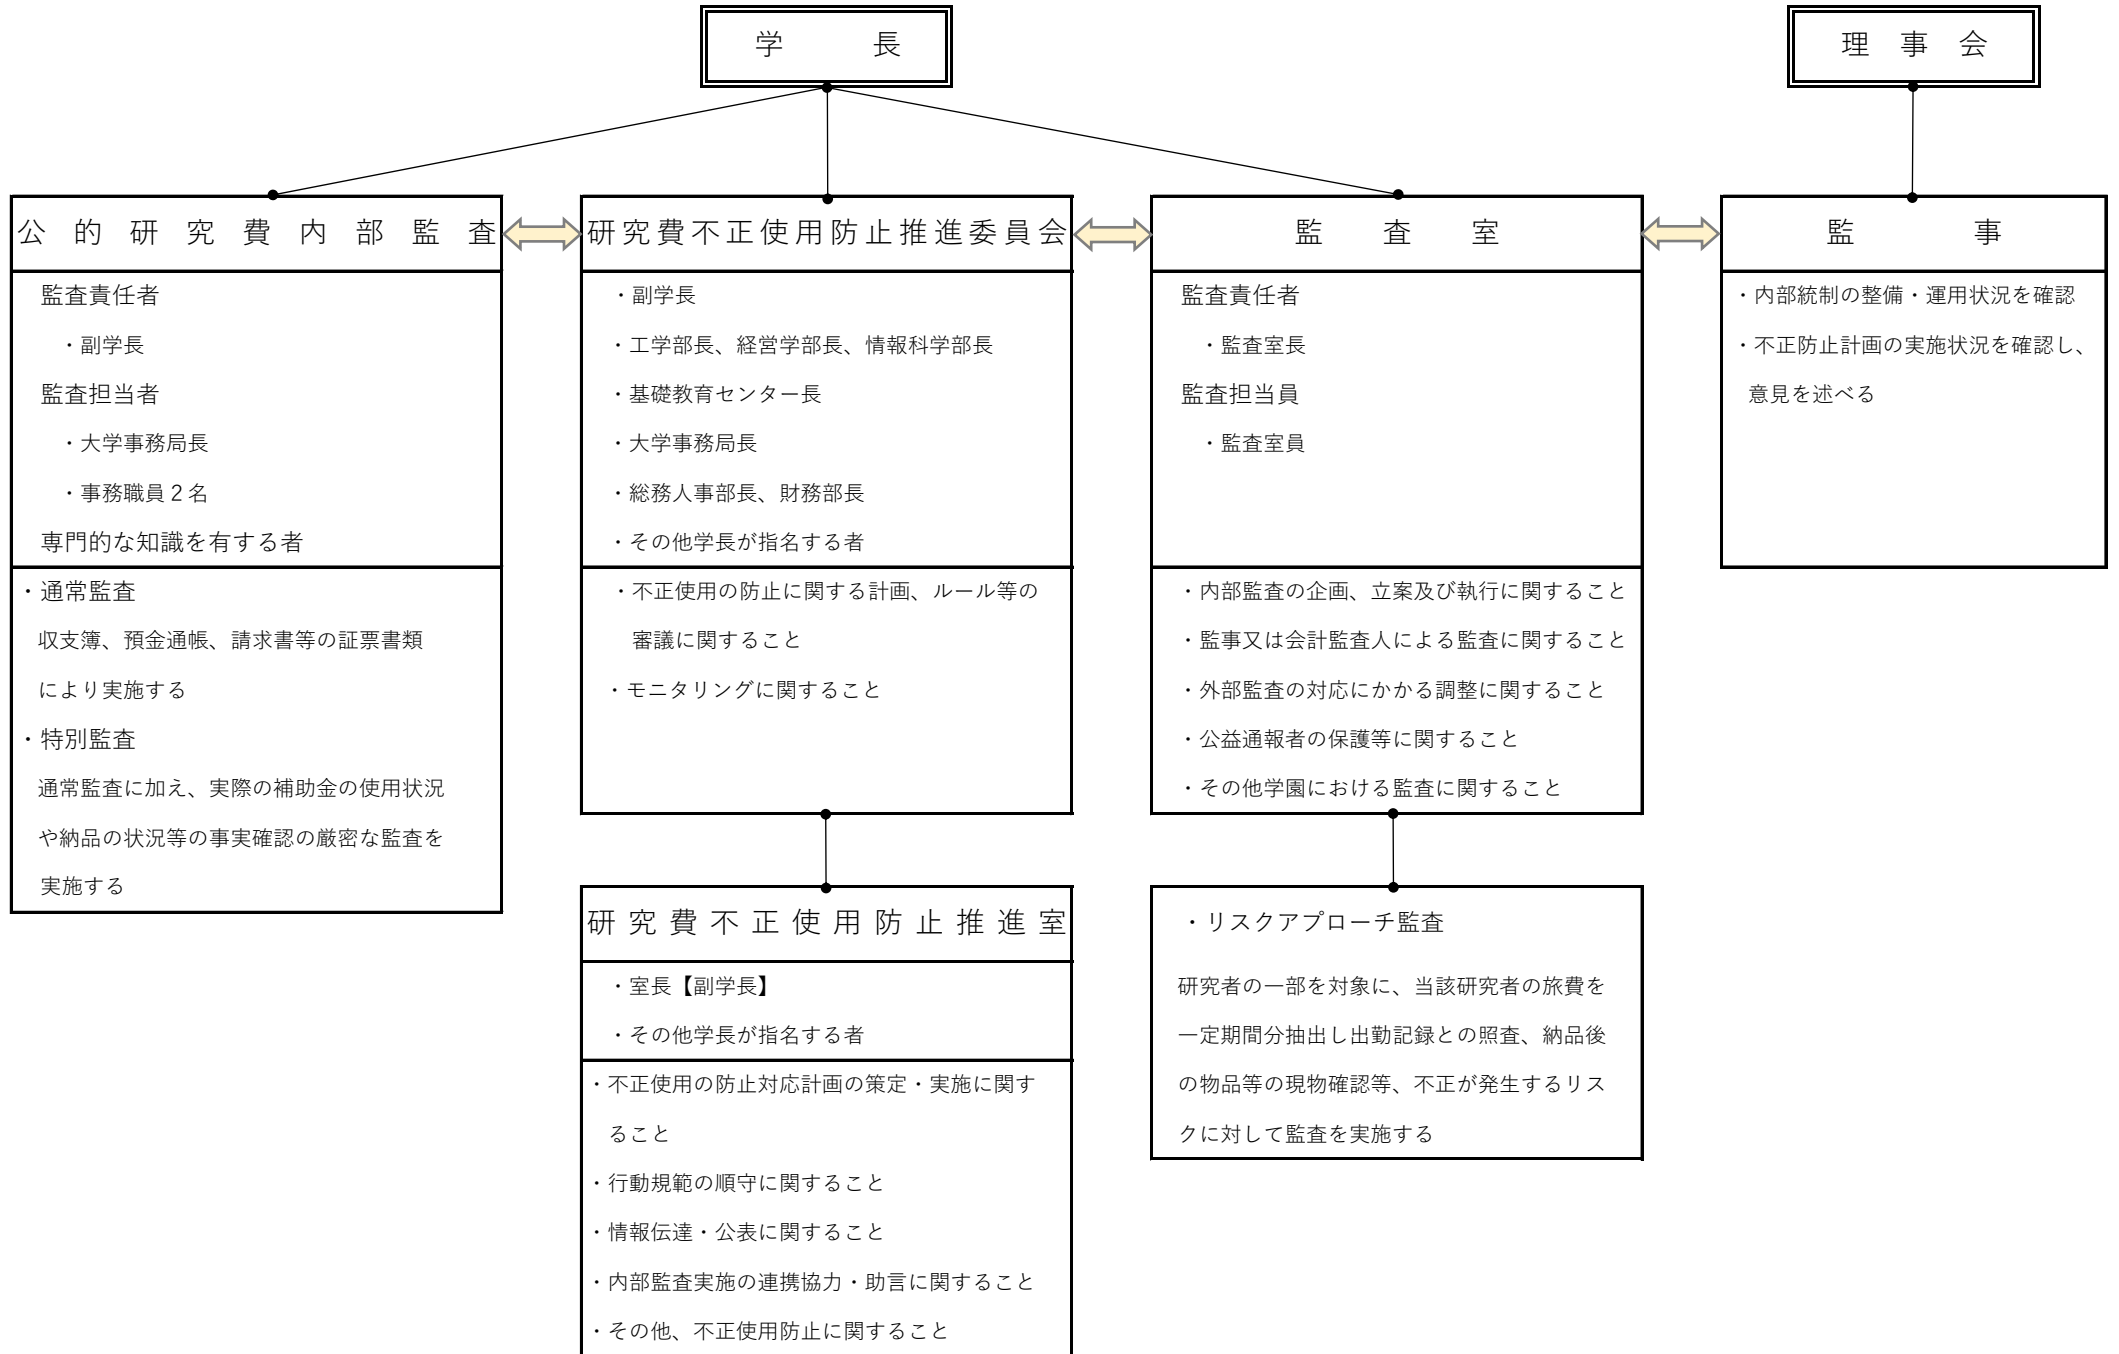 学長
理事会
公的研究費内部監査
監査責任者
・副学長
監査担当者
・大学事務局長
・事務職員２名
専門的な知識を有する者
・通常監査
収支簿、預金通帳、請求書等の証票書類
により実施する
・特別監査
通常監査に加え、実際の補助金の使用状況
や納品の状況等の事実確認の厳密な監査を
実施する
研究費不正使用防止推進委員会
・副学長
・工学部長、経営学部長、情報科学部長
・基礎教育センター長
・大学事務局長
・総務人事部長、財務部長
・その他学長が指名する者
・不正使用の防止に関する計画、ルール等の
審議に関すること
・モニタリングに関すること
研究費不正使用防止推進室
・室長【副学長】
・その他学長が指名する者
・不正使用の防止対応計画の策定・実施に関す
ること
・行動規範の順守に関すること
・情報伝達・公表に関すること
・内部監査実施の連携協力・助言に関すること
・その他、不正使用防止に関すること
監査室
監査責任者
・監査室長
監査担当員
・監査室員
・内部監査の企画、立案及び執行に関すること
・監事又は会計監査人による監査に関すること
・外部監査の対応にかかる調整に関すること
・公益通報者の保護等に関すること
・その他学園における監査に関すること
・リスクアプローチ監査
研究者の一部を対象に、当該研究者の旅費を
一定期間分抽出し出勤記録との照査、納品後
の物品等の現物確認等、不正が発生するリス
クに対して監査を実施する
監事
・内部統制の整備・運用状況を確認
・不正防止計画の実施状況を確認し、
意見を述べる